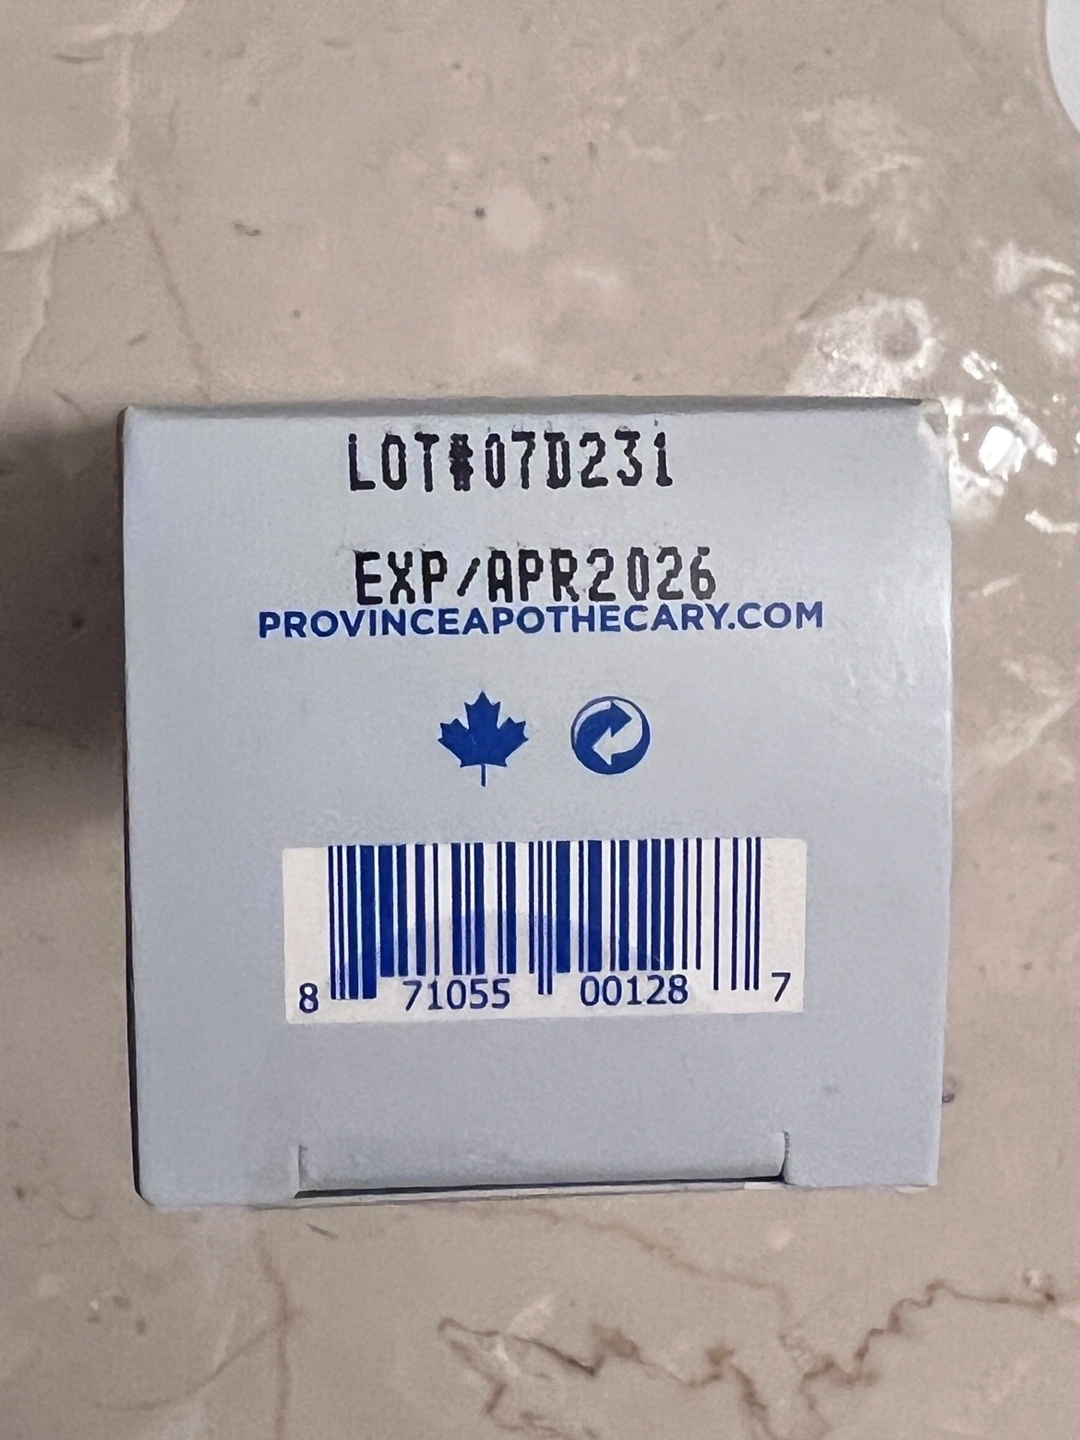 LOT#07D231
EXP/APR2026
PROVINCEAPOTHECARY.COM
8 71055 00128 7